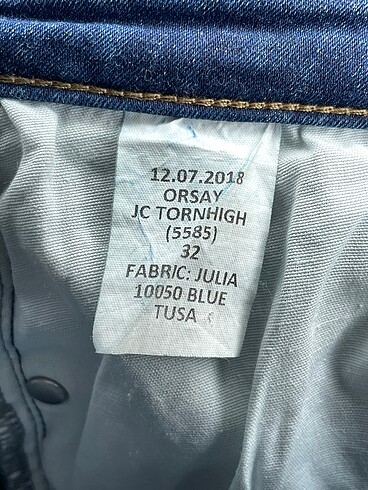 12.07.2018
ORSAY
JC TORNHIGH
(5585)
32
FABRIC: JULIA
10050 BLUE
TUSA